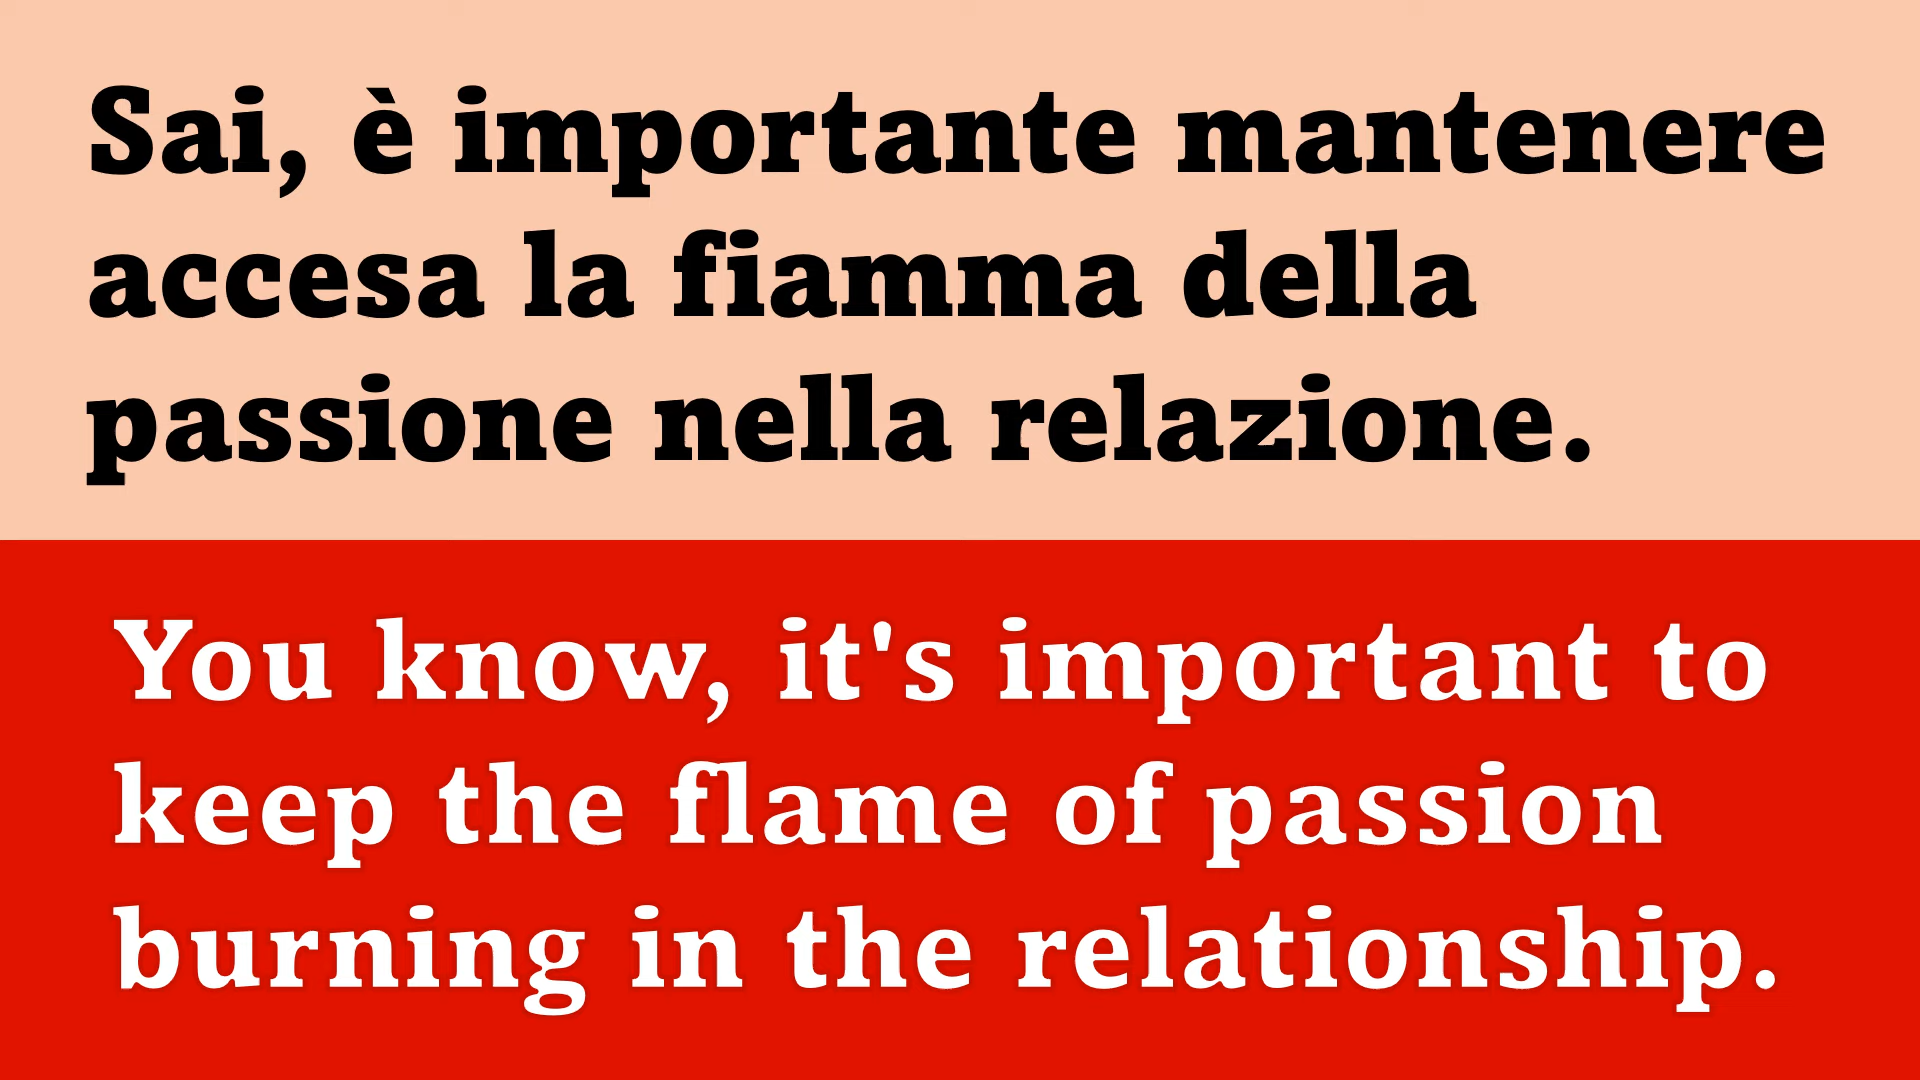 Sai, è importante mantenere
accesa la fiamma della
passione nella relazione.
You know, it's important to
keep the flame of passion
burning in the relationship.